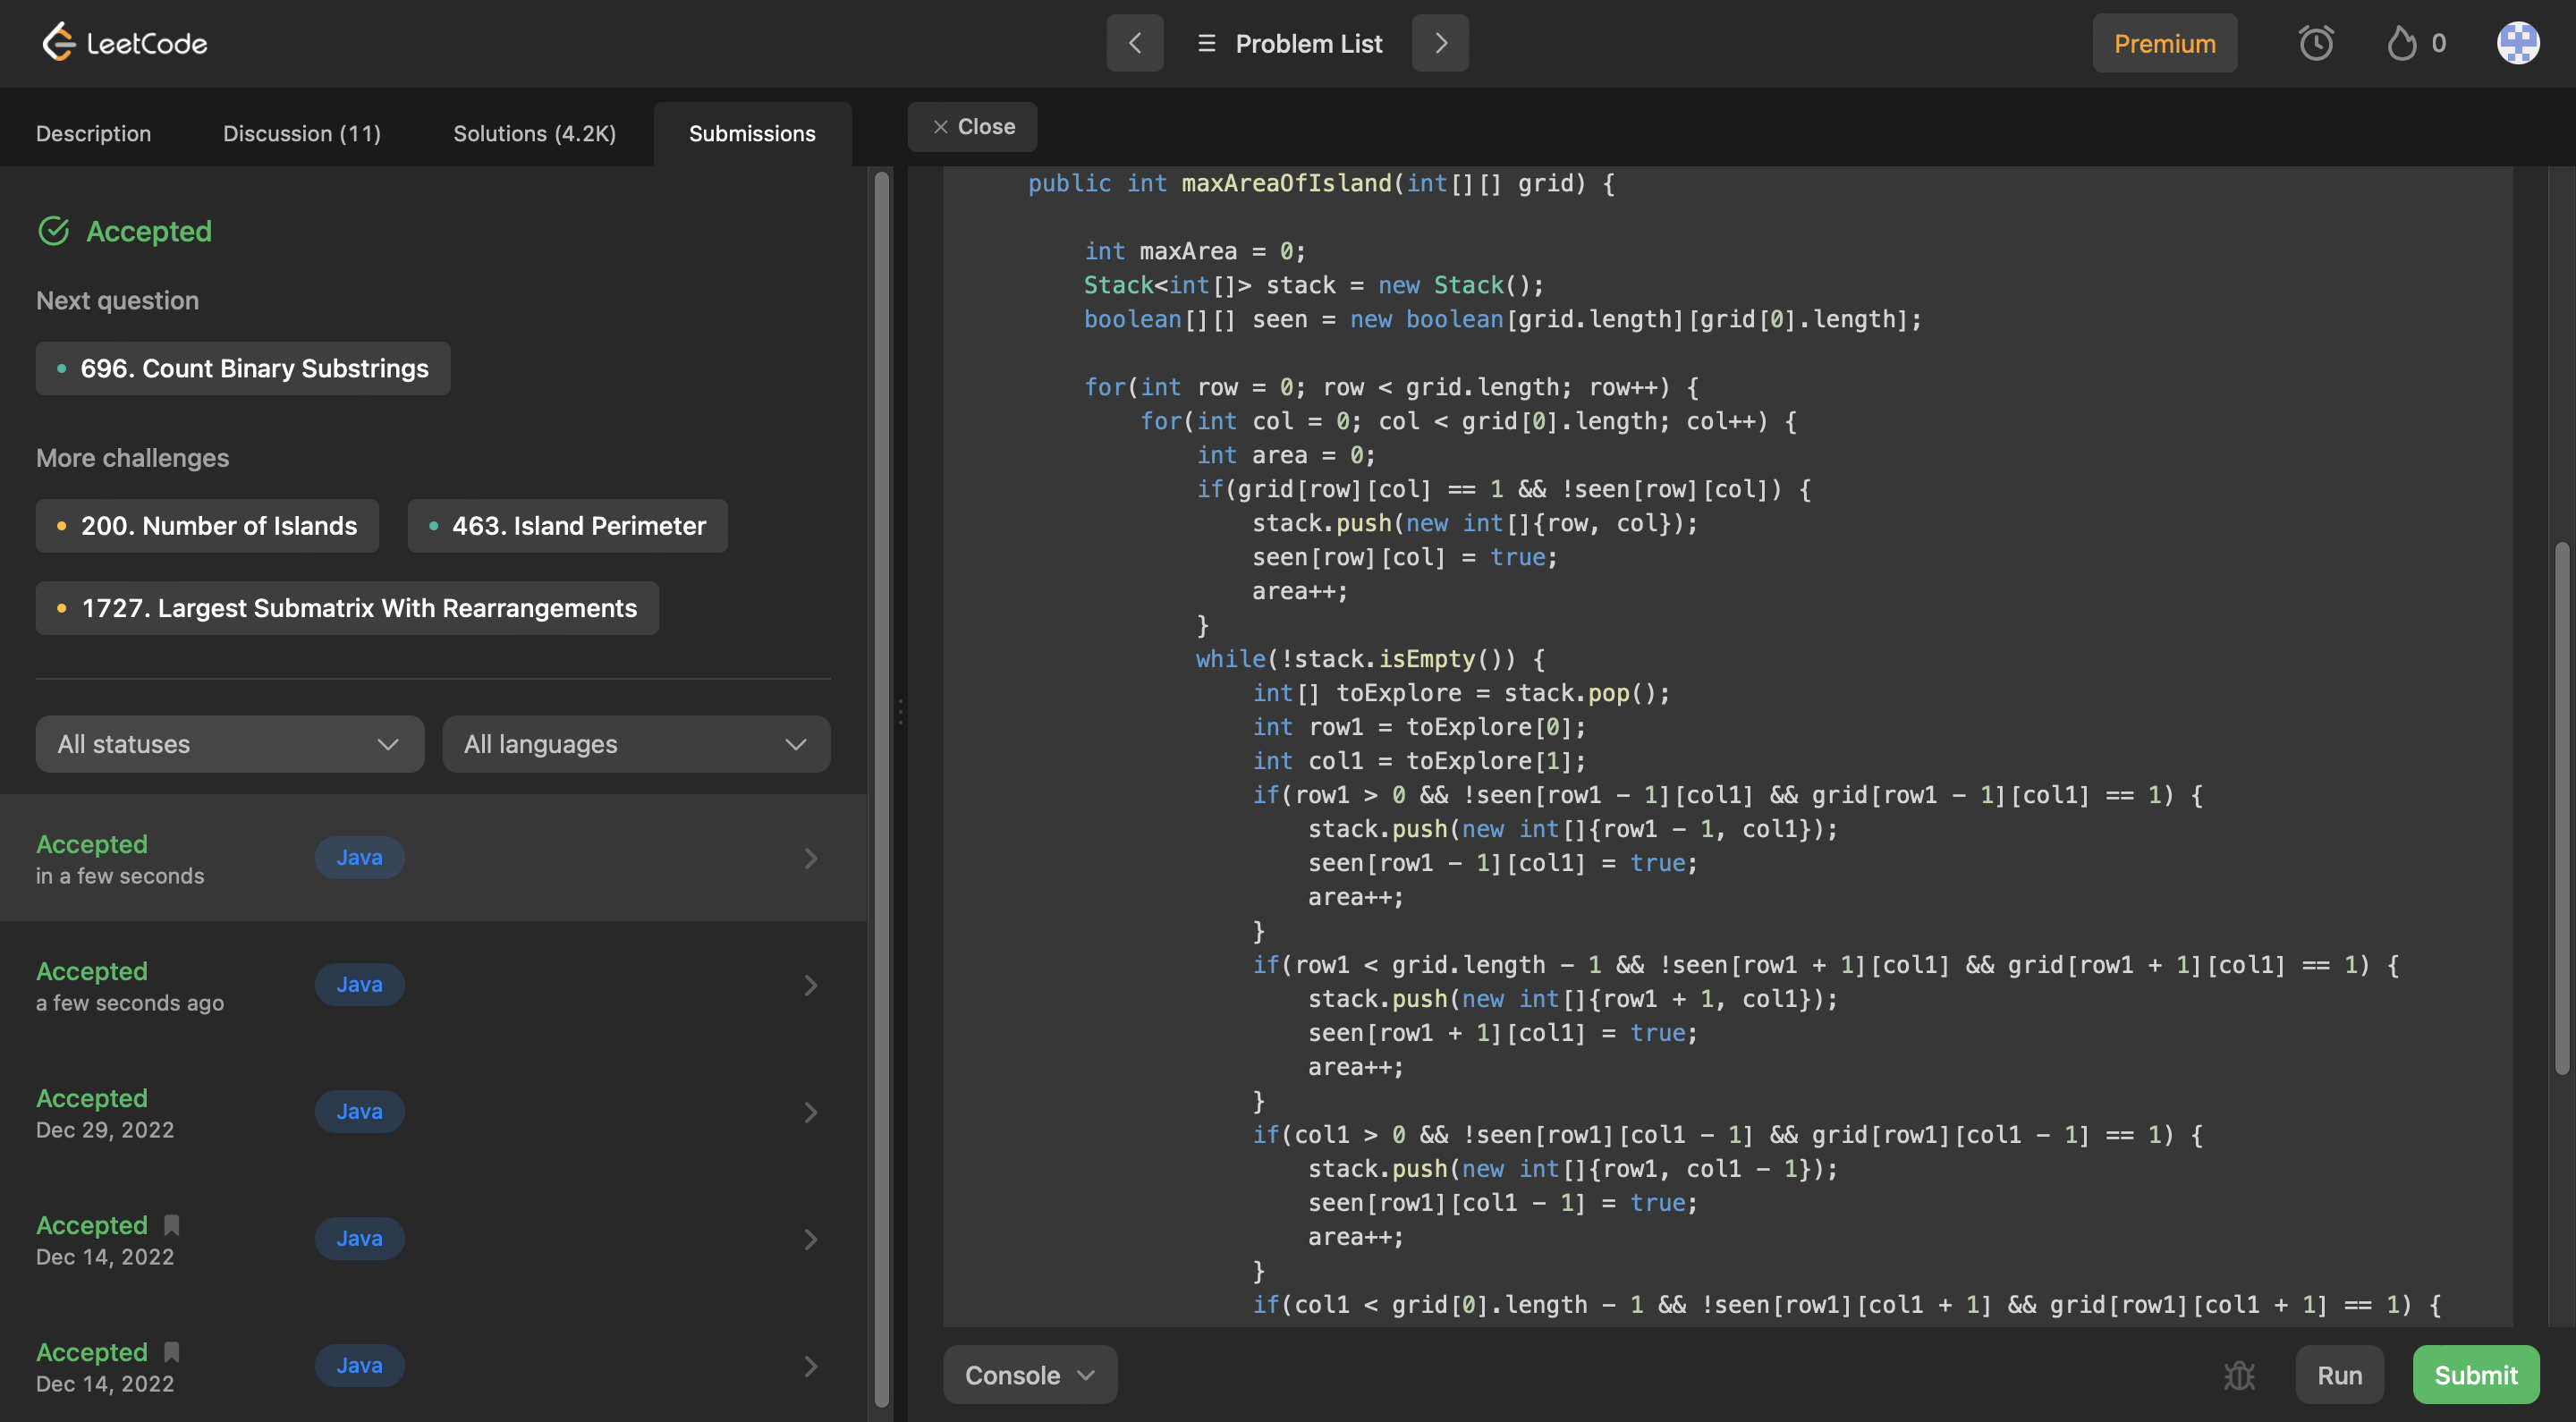 LeetCode
Problem List
Premium
0
Description
Discussion (11)
Solutions (4.2K)
Submissions
Close
Accepted
Next question
696. Count Binary Substrings
More challenges
200. Number of Islands
463. Island Perimeter
1727. Largest Submatrix With Rearrangements
All statuses
All languages
Accepted
in a few seconds
Java
Accepted
a few seconds ago
Java
Accepted
Dec 29, 2022
Java
Accepted
Dec 14, 2022
Java
Accepted
Dec 14, 2022
Java
public int maxAreaOfIsland(int[][] grid) {
int maxArea = 0;
Stack<int[]> stack = new Stack();
boolean[][] seen = new boolean[grid.length][grid[0].length];
for(int row = 0; row < grid.length; row++) {
for(int col = 0; col < grid[0].length; col++) {
int area = 0;
if(grid[row][col] == 1 && !seen[row][col]) {
stack.push(new int[]{row, col});
seen[row][col] = true;
area++;
}
while(!stack.isEmpty()) {
int[] toExplore = stack.pop();
int row1 = toExplore[0];
int col1 = toExplore[1];
if(row1 > 0 && !seen[row1 - 1][col1] && grid[row1 - 1][col1] == 1) {
stack.push(new int[]{row1 - 1, col1});
seen[row1 - 1][col1] = true;
area++;
}
if(row1 < grid.length - 1 && !seen[row1 + 1][col1] && grid[row1 + 1][col1] == 1) {
stack.push(new int[]{row1 + 1, col1});
seen[row1 + 1][col1] = true;
area++;
}
if(col1 > 0 && !seen[row1][col1 - 1] && grid[row1][col1 - 1] == 1) {
stack.push(new int[]{row1, col1 - 1});
seen[row1][col1 - 1] = true;
area++;
}
if(col1 < grid[0].length - 1 && !seen[row1][col1 + 1] && grid[row1][col1 + 1] == 1) {
Console
Run
Submit